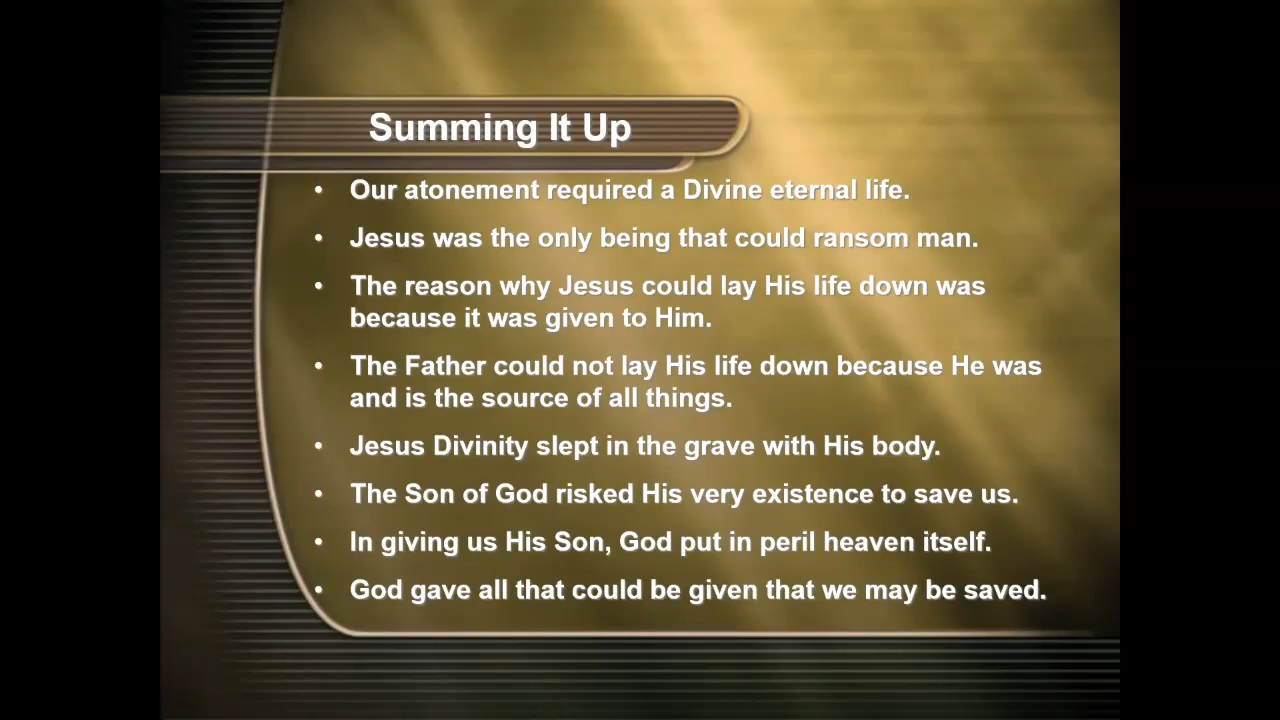 Summing It Up
• Our atonement required a Divine eternal life.
• Jesus was the only being that could ransom man.
• The reason why Jesus could lay His life down was
because it was given to Him.
• The Father could not lay His life down because He was
and is the source of all things.
• Jesus Divinity slept in the grave with His body.
• The Son of God risked His very existence to save us.
• In giving us His Son, God put in peril heaven itself.
• God gave all that could be given that we may be saved.